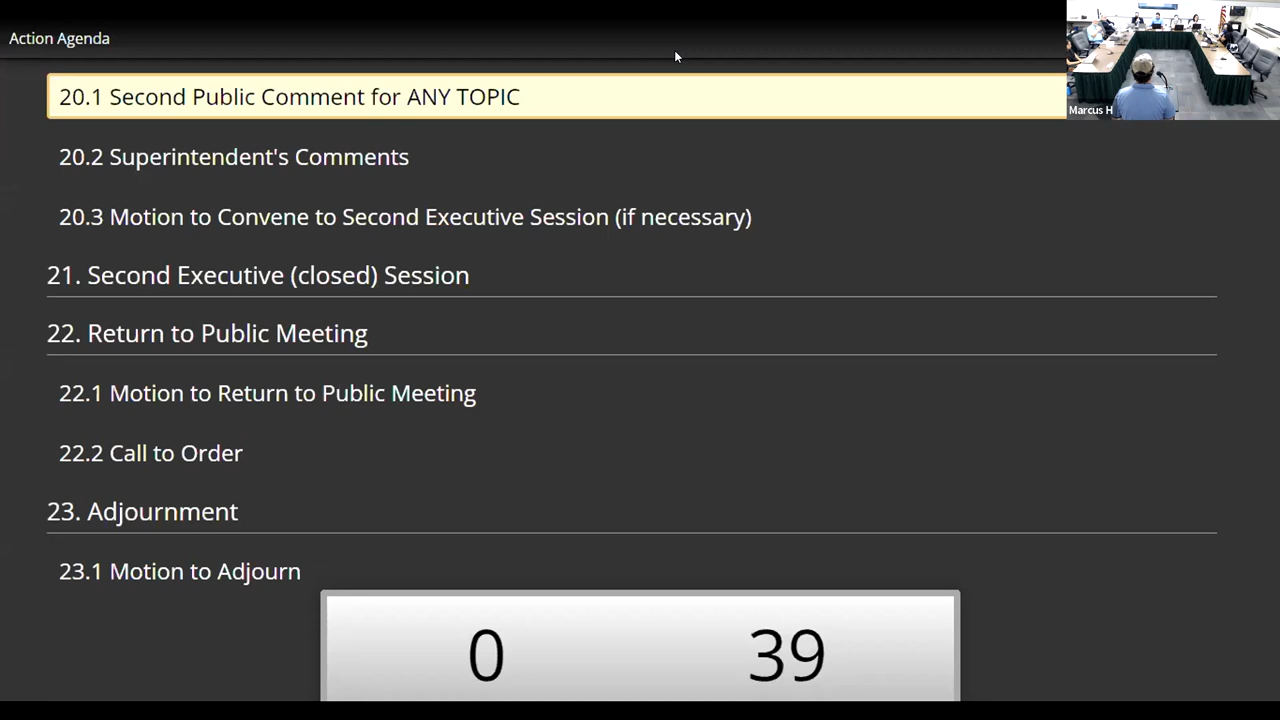 Action Agenda
20.1 Second Public Comment for ANY TOPIC
Marcus H
20.2 Superintendent's Comments
20.3 Motion to Convene to Second Executive Session (if necessary)
21. Second Executive (closed) Session
22. Return to Public Meeting
22.1 Motion to Return to Public Meeting
22.2 Call to Order
23. Adjournment
23.1 Motion to Adjourn
0 39